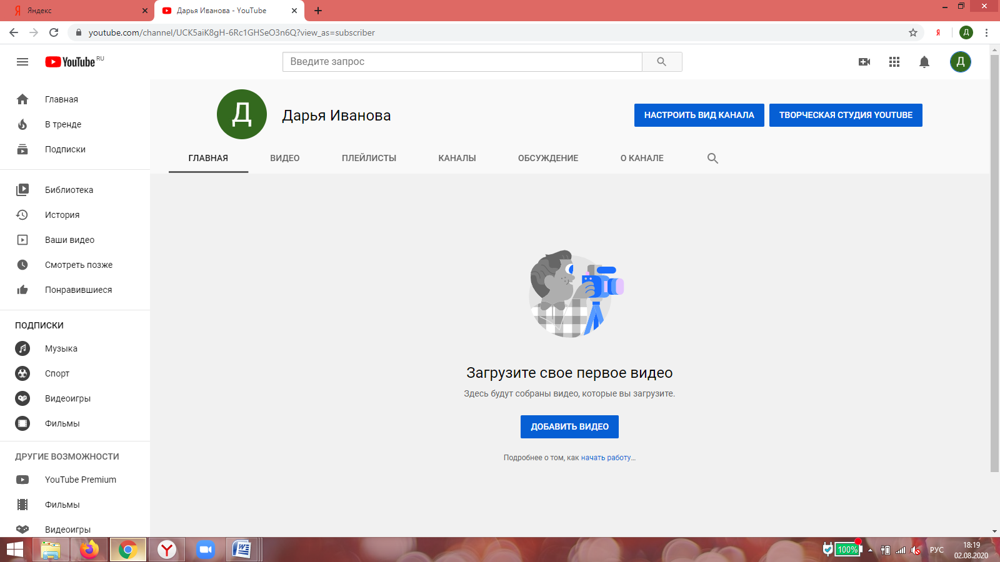 Яндекс
Дарья Иванова - YouTube
youtube.com/channel/UCK5aiK8gH-6Rc1GHSeO3n6Q?view_as=subscriber
Я
Д
YouTube RU
Введите запрос
Д
Главная
В тренде
Подписки
Библиотека
История
Ваши видео
Смотреть позже
Понравившиеся
ПОДПИСКИ
Музыка
Спорт
Видеоигры
Фильмы
ДРУГИЕ ВОЗМОЖНОСТИ
YouTube Premium
Фильмы
Видеоигры
Д
Дарья Иванова
НАСТРОИТЬ ВИД КАНАЛА
ТВОРЧЕСКАЯ СТУДИЯ YOUTUBE
ГЛАВНАЯ ВИДЕО ПЛЕЙЛИСТЫ КАНАЛЫ ОБСУЖДЕНИЕ О КАНАЛЕ
Загрузите свое первое видео
Здесь будут собраны видео, которые вы загрузите.
ДОБАВИТЬ ВИДЕО
Подробнее о том, как начать работу…
100%
РУС
18:19
02.08.2020